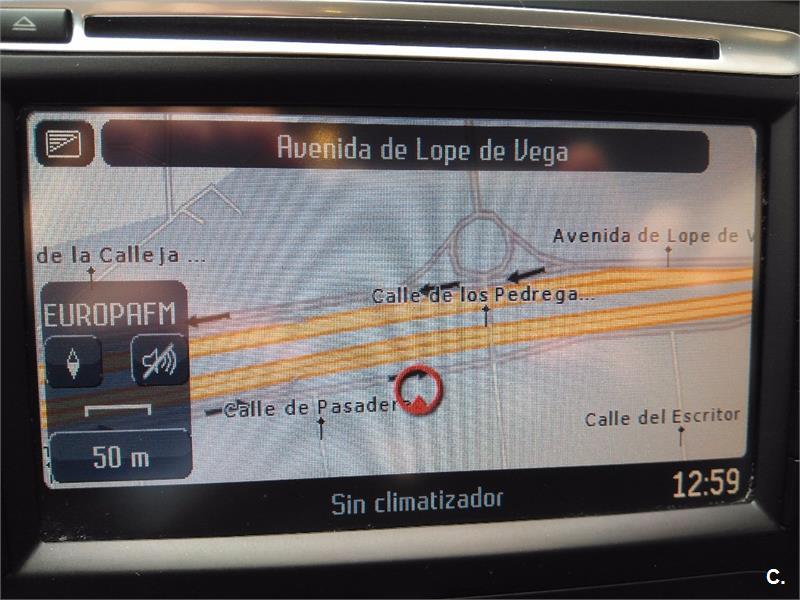 Avenida de Lope de Vega
Avenida de Lope de V
de la Calleja ...
Calle de los Pedrega...
EUROPAFM
Calle de Pasader
Calle del Escritor
50 m
12:59
Sin climatizador
C.